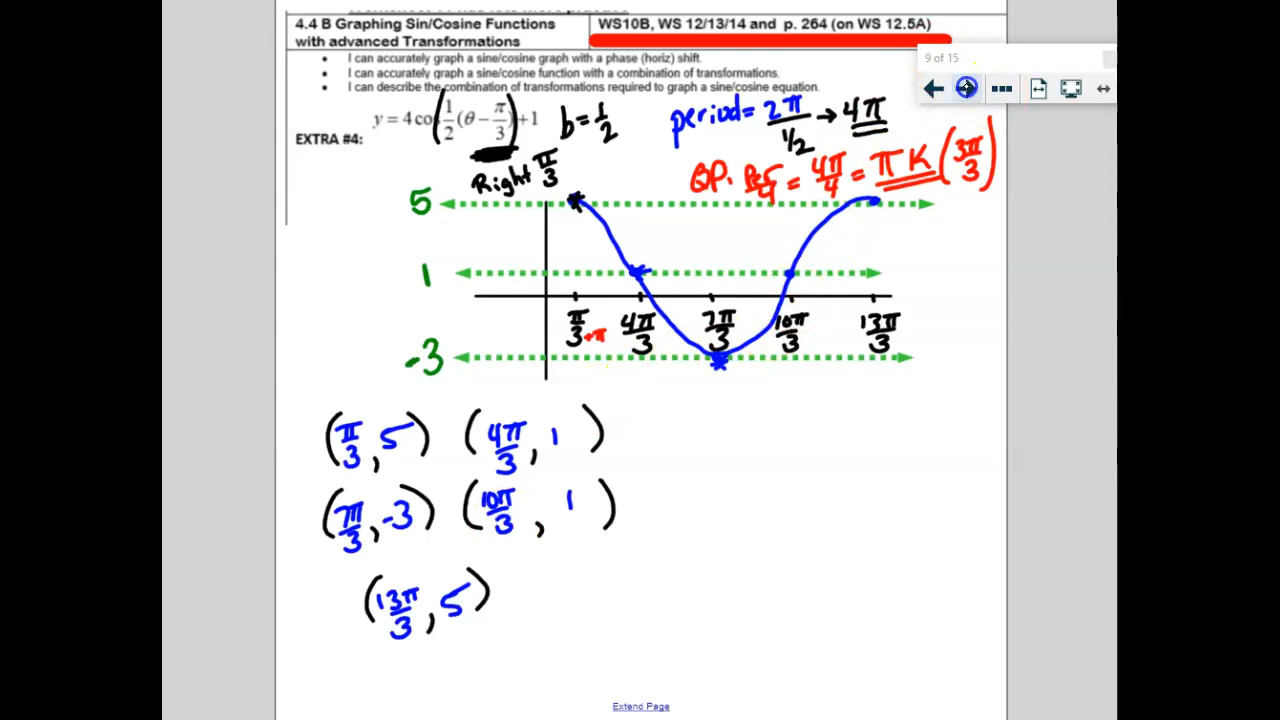 4.4 B Graphing Sin/Cosine Functions with advanced Transformations
WS10B, WS 12/13/14 and p. 264 (on WS 12.5A)
• I can accurately graph a sine/cosine graph with a phase (horiz) shift.
• I can accurately graph a sine/cosine function with a combination of transformations.
• I can describe the combination of transformations required to graph a sine/cosine equation.
9 of 15
EXTRA #4: y = 4cos(1/2(θ − π/3)) + 1
b = 1/2
period = 2π / 1/2 → 4π
Right π/3
= 4π/4 = π (3π/3)
5
1
π/3 +π 4π/3 7π/3 10π/3 13π/3
-3
(π/3, 5) (4π/3, 1)
(7π/3, -3) (10π/3, 1)
(13π/3, 5)
Extend Page